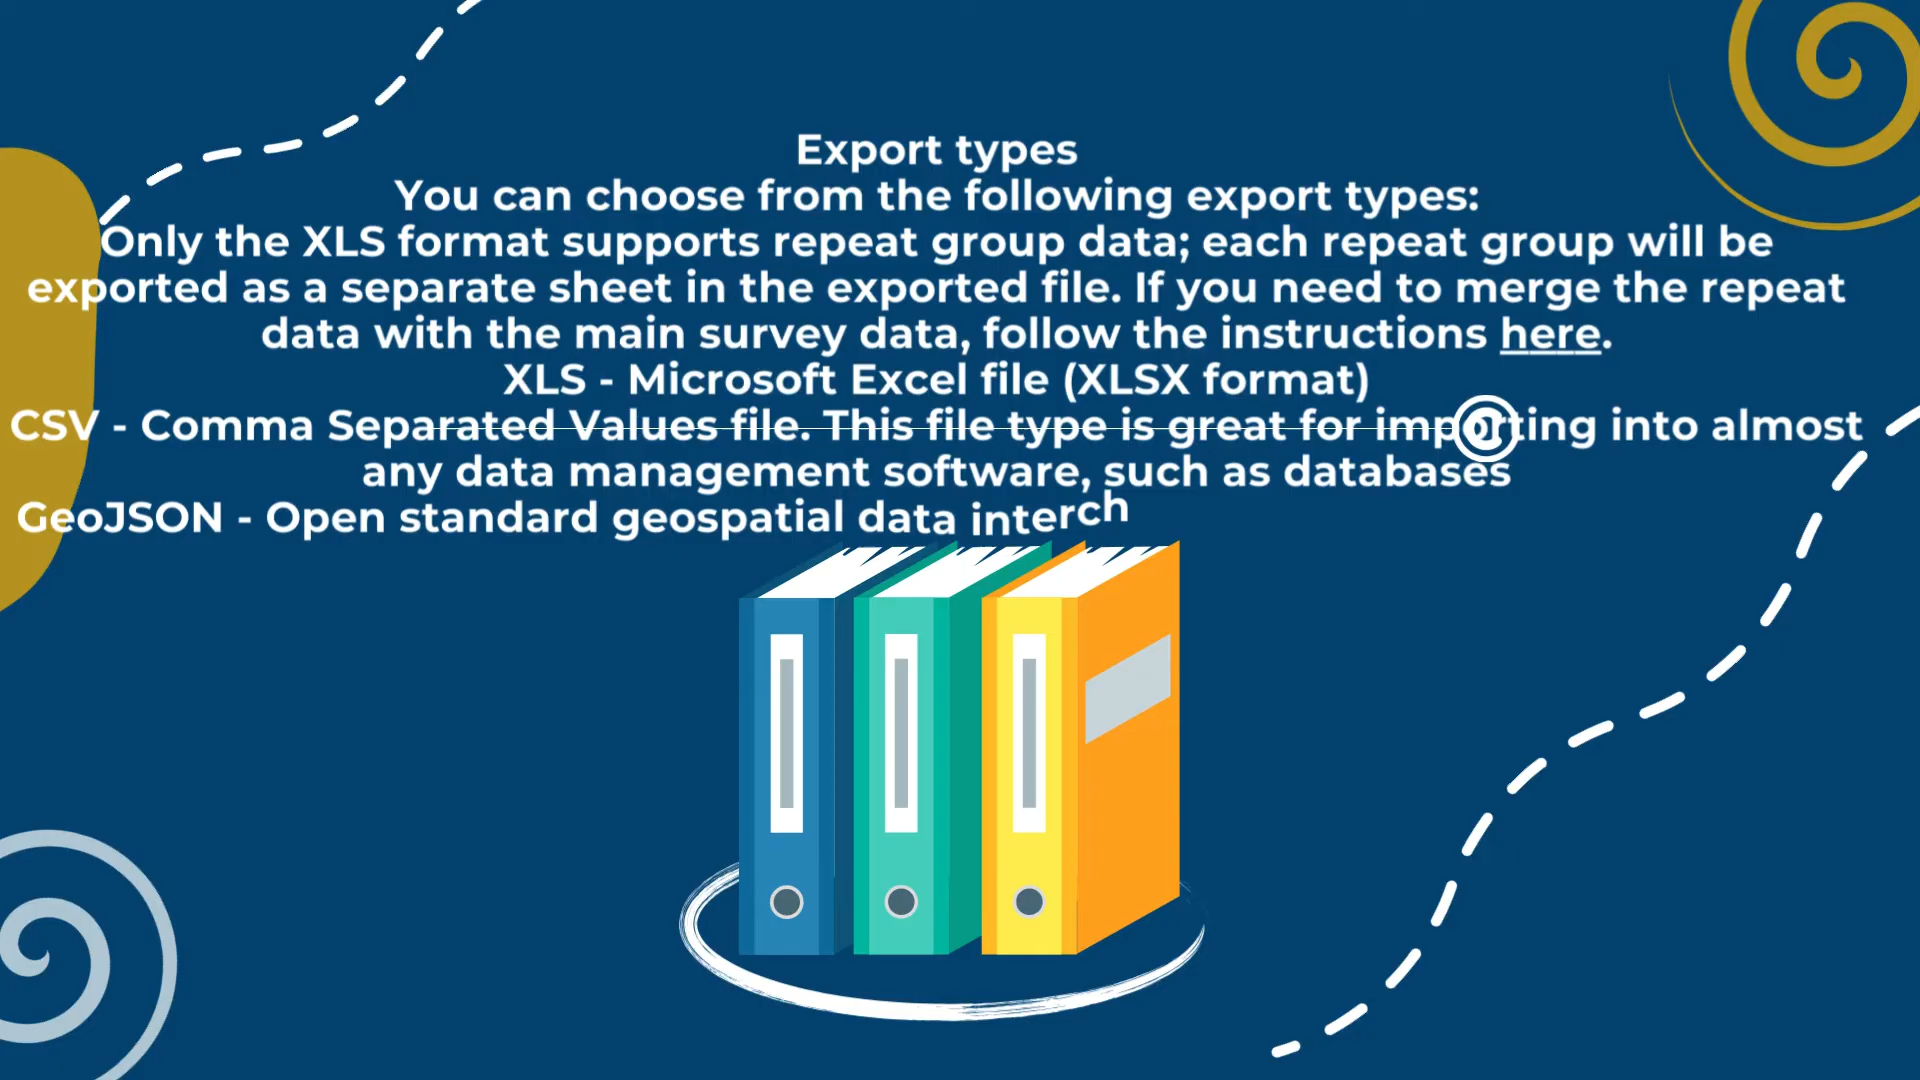 Export types
You can choose from the following export types:
Only the XLS format supports repeat group data; each repeat group will be
exported as a separate sheet in the exported file. If you need to merge the repeat
data with the main survey data, follow the instructions here.
XLS - Microsoft Excel file (XLSX format)
CSV - Comma Separated Values file. This file type is great for importing into almost
any data management software, such as databases
GeoJSON - Open standard geospatial data interch